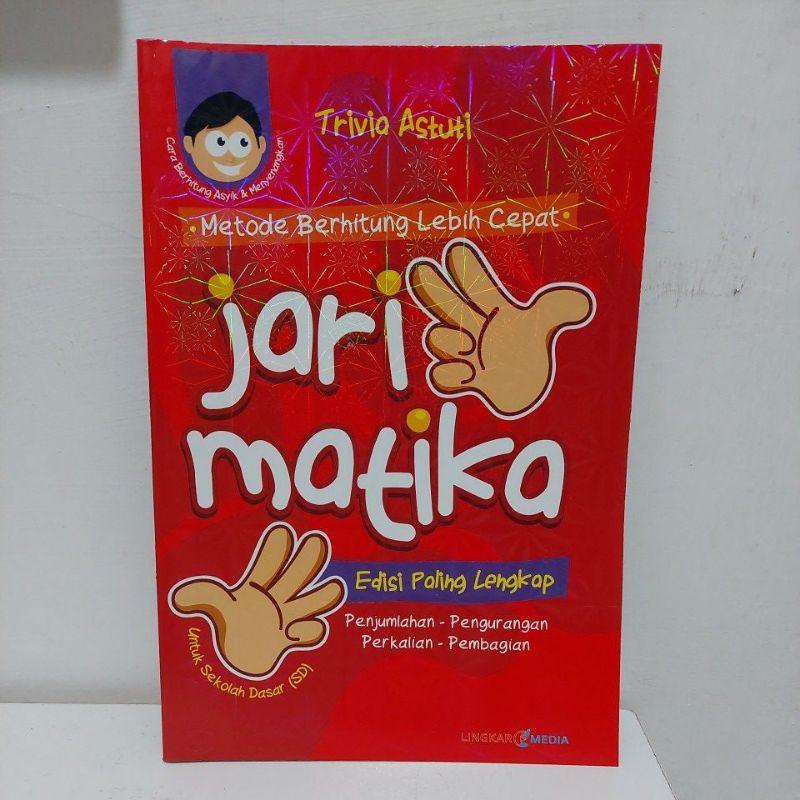 Trivia Astuti
Cara Berhitung Asyik & Menyenangkan
• Metode Berhitung Lebih Cepat •
jari
matika
Edisi Paling Lengkap
Penjumlahan - Pengurangan
Perkalian - Pembagian
Untuk Sekolah Dasar (SD)
LINGKAR MEDIA